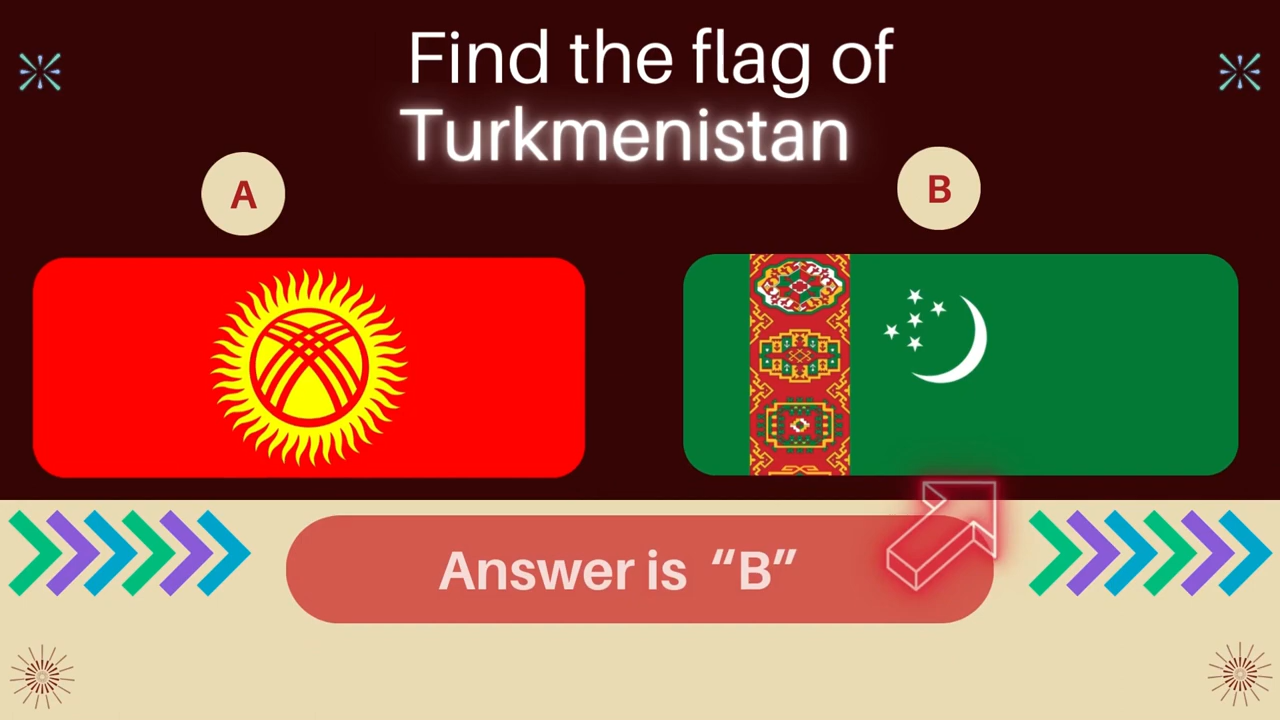 Find the flag of
Turkmenistan
A
B
Answer is “B”